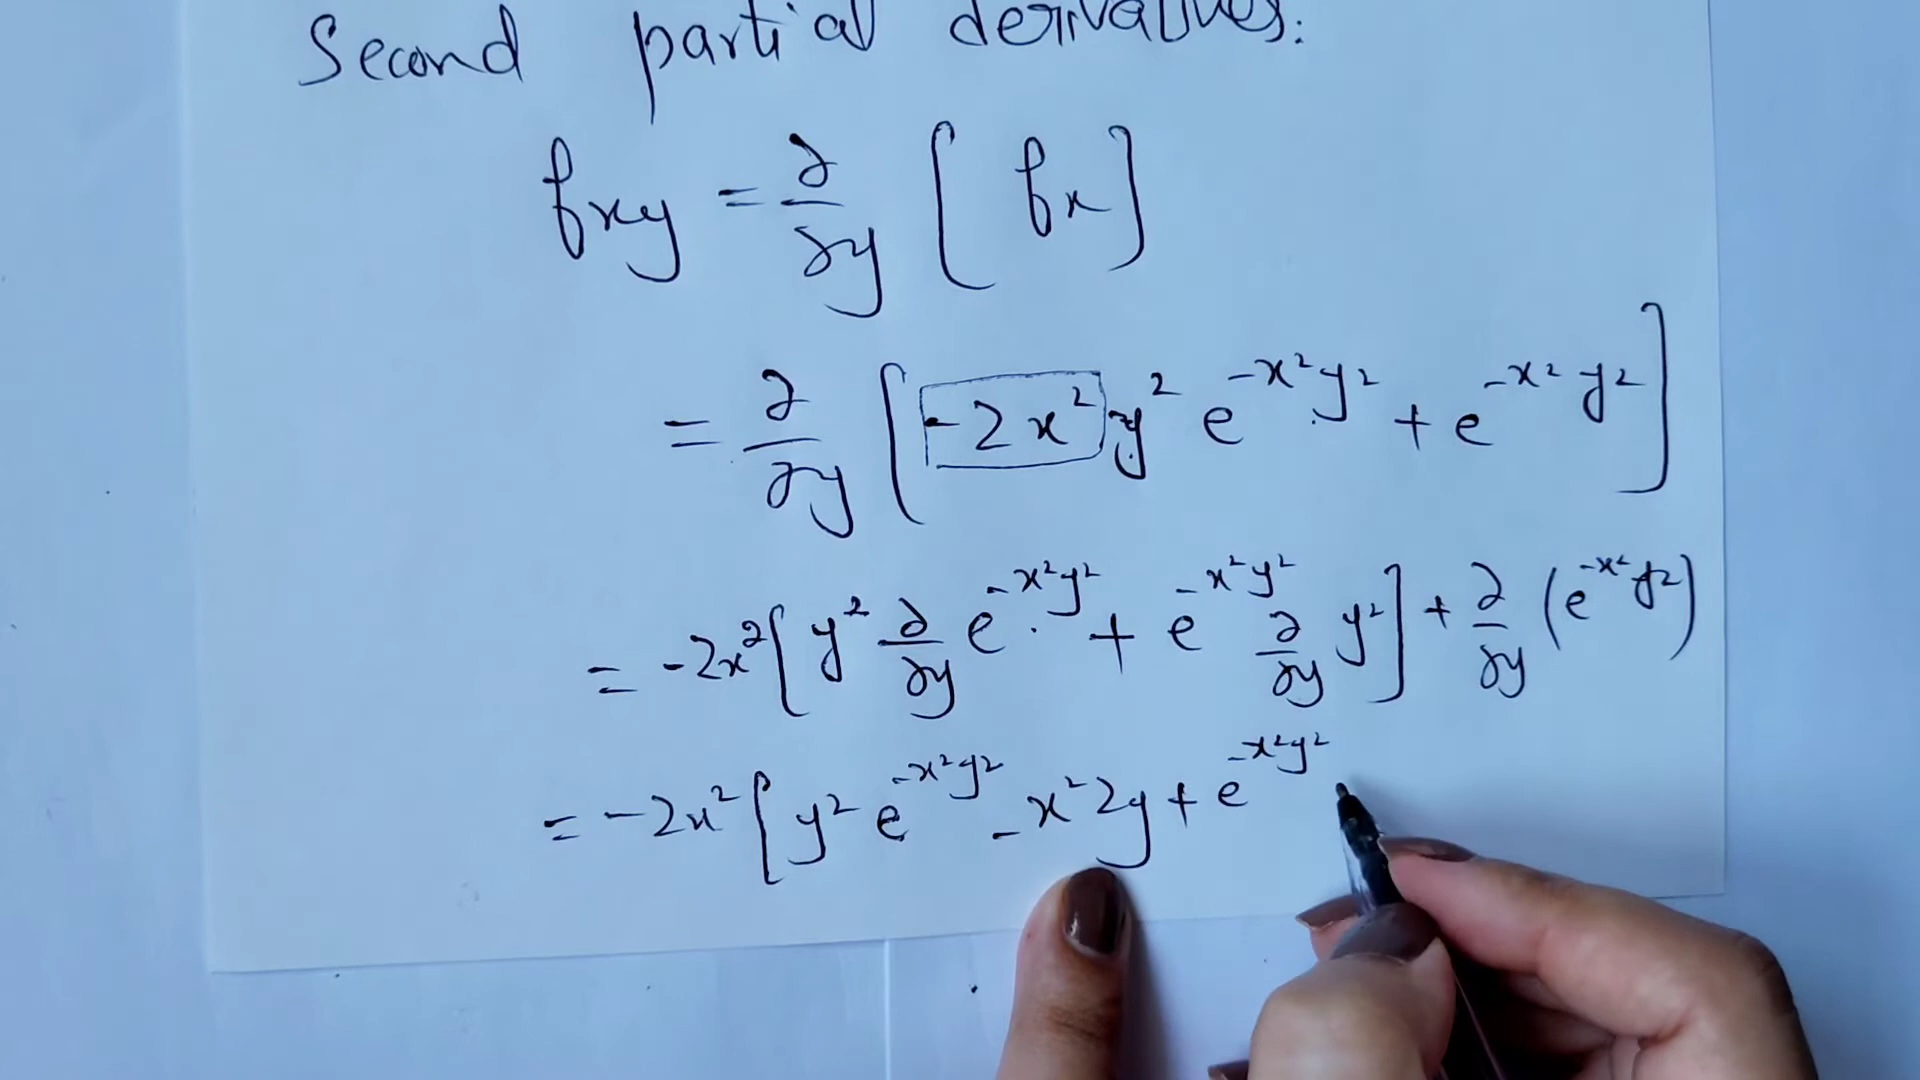 Second partial derivatives:
fxy = ∂/∂y [ fx ]
= ∂/∂y [ -2x² y² e^-x²y² + e^-x²y² ]
= -2x² [ y² ∂/∂y e^-x²y² + e^-x²y² ∂/∂y y² ] + ∂/∂y (e^-x²y²)
= -2x² [ y² e^-x²y² - x² 2y + e^-x²y²